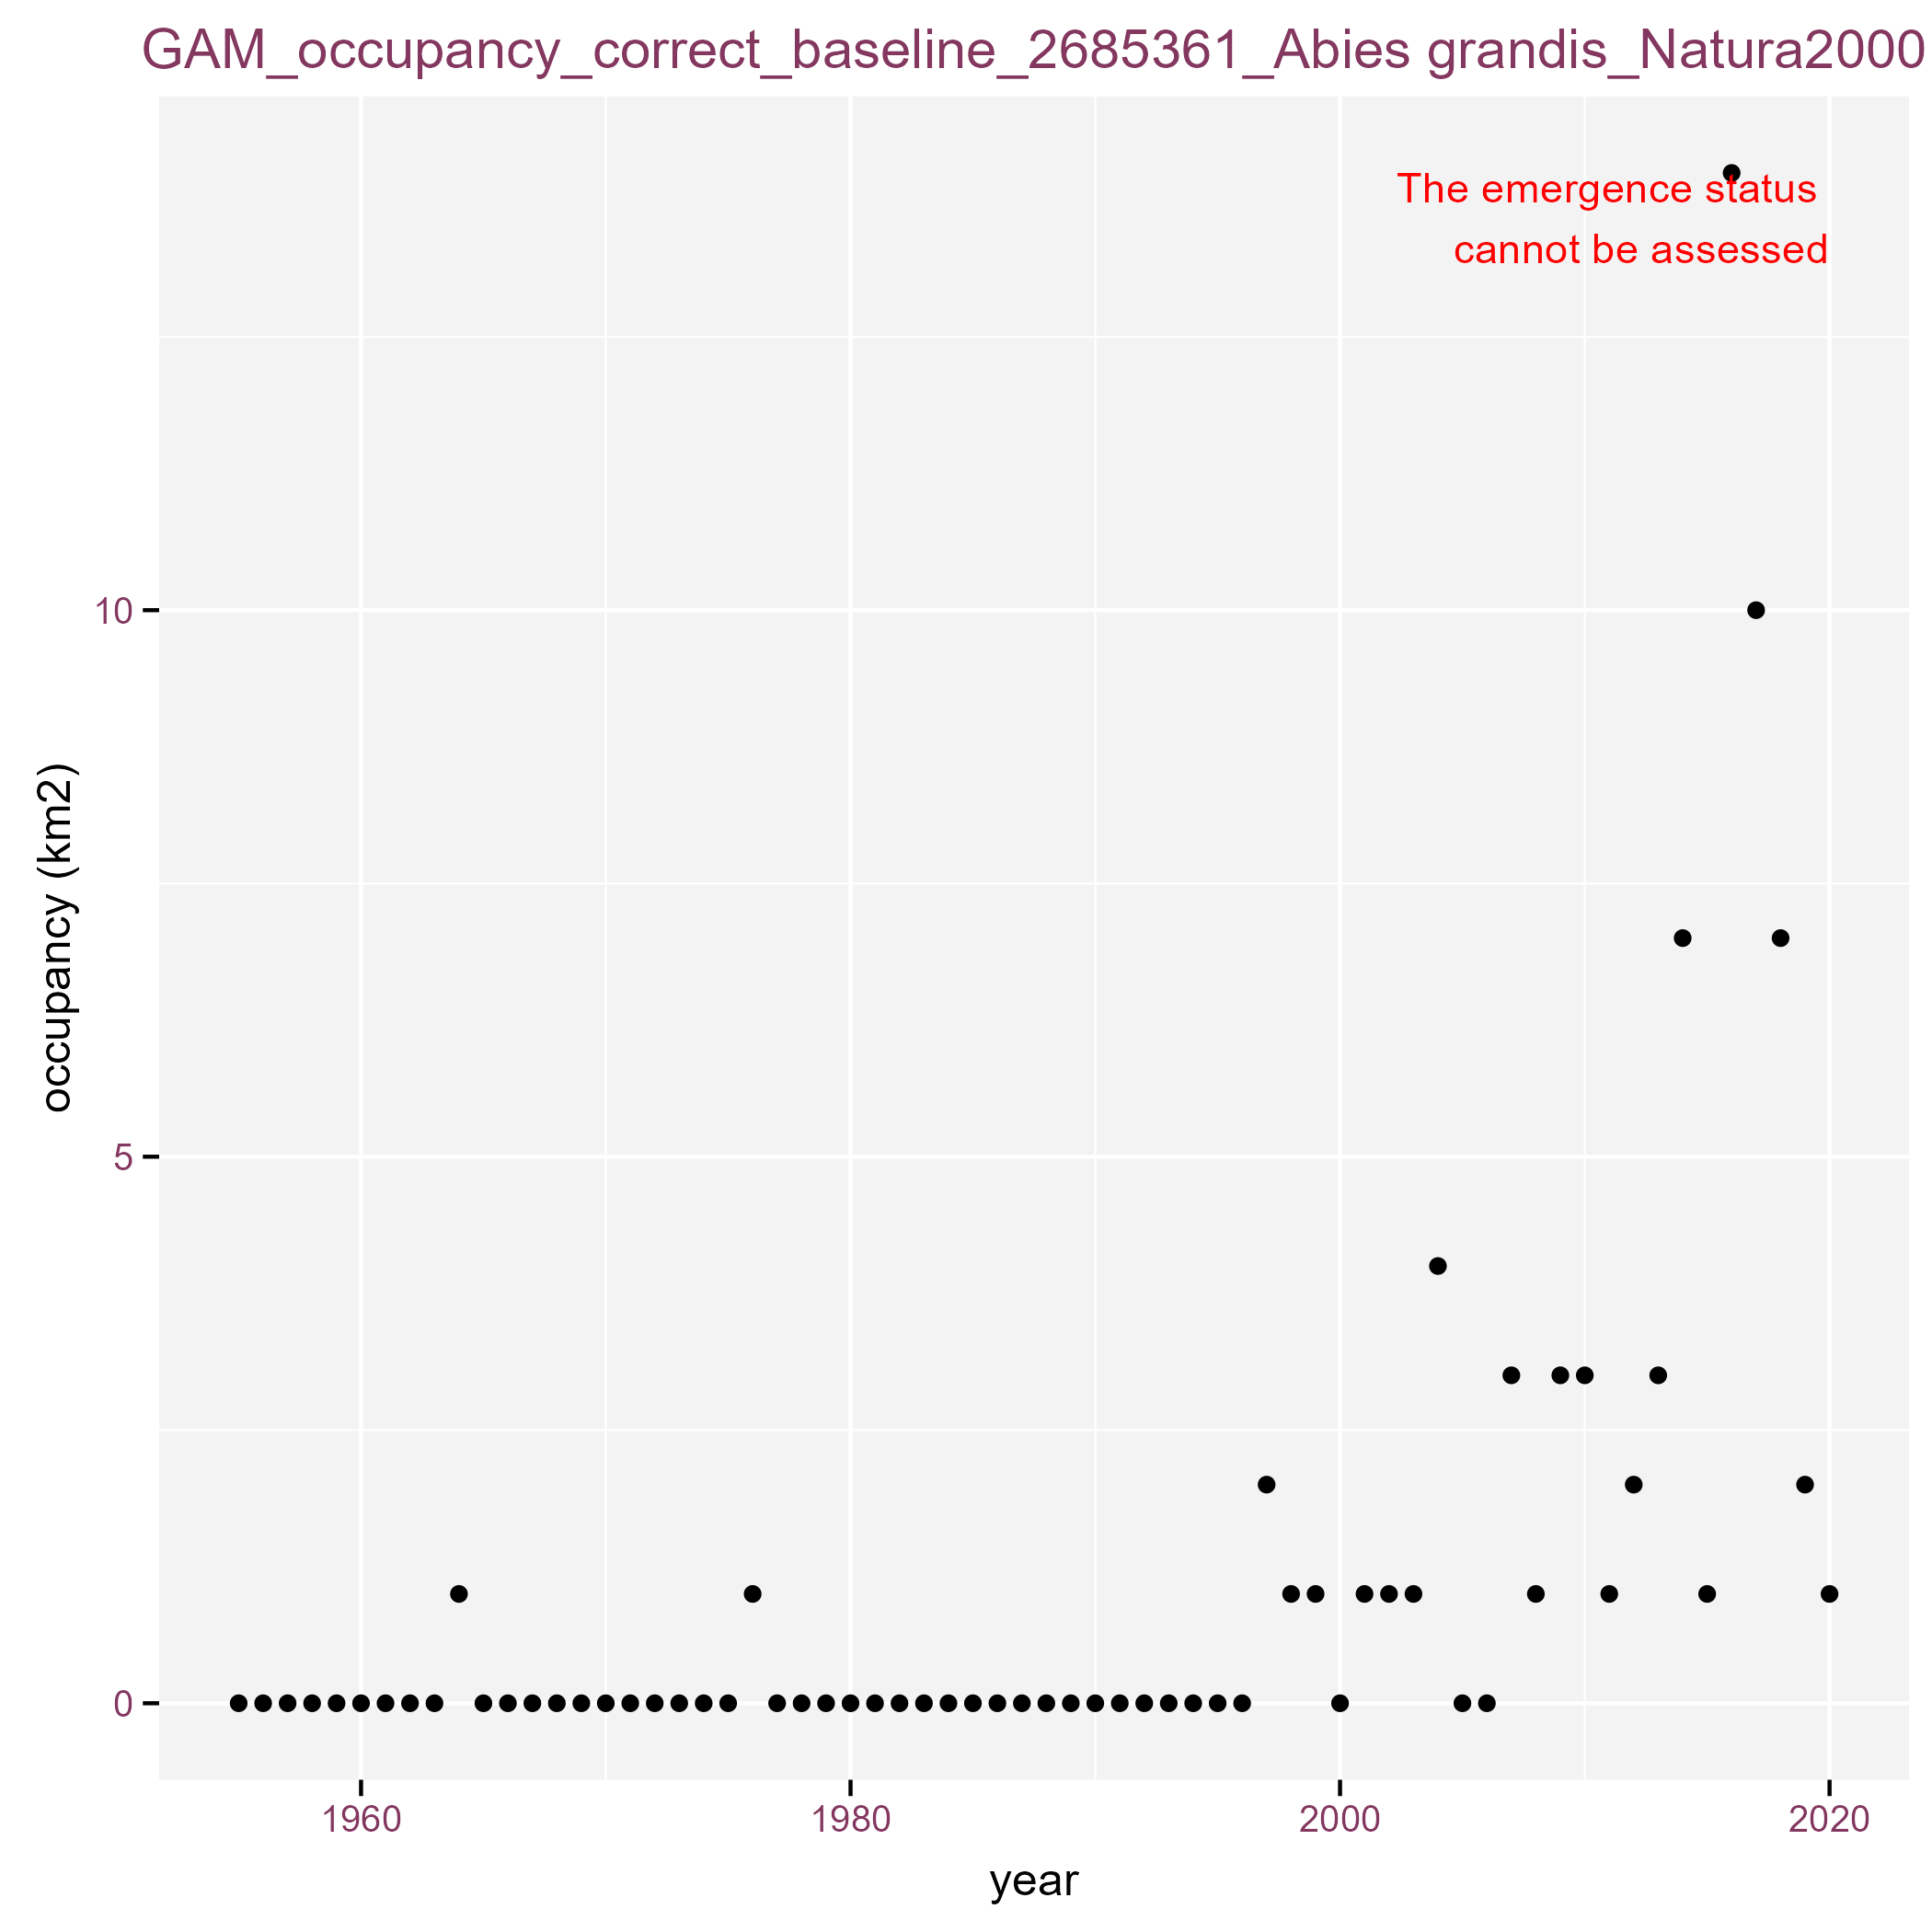 GAM_occupancy_correct_baseline_2685361_Abies grandis_Natura2000
The emergence status
cannot be assessed
10
5
0
occupancy (km2)
1960 1980 2000 2020
year